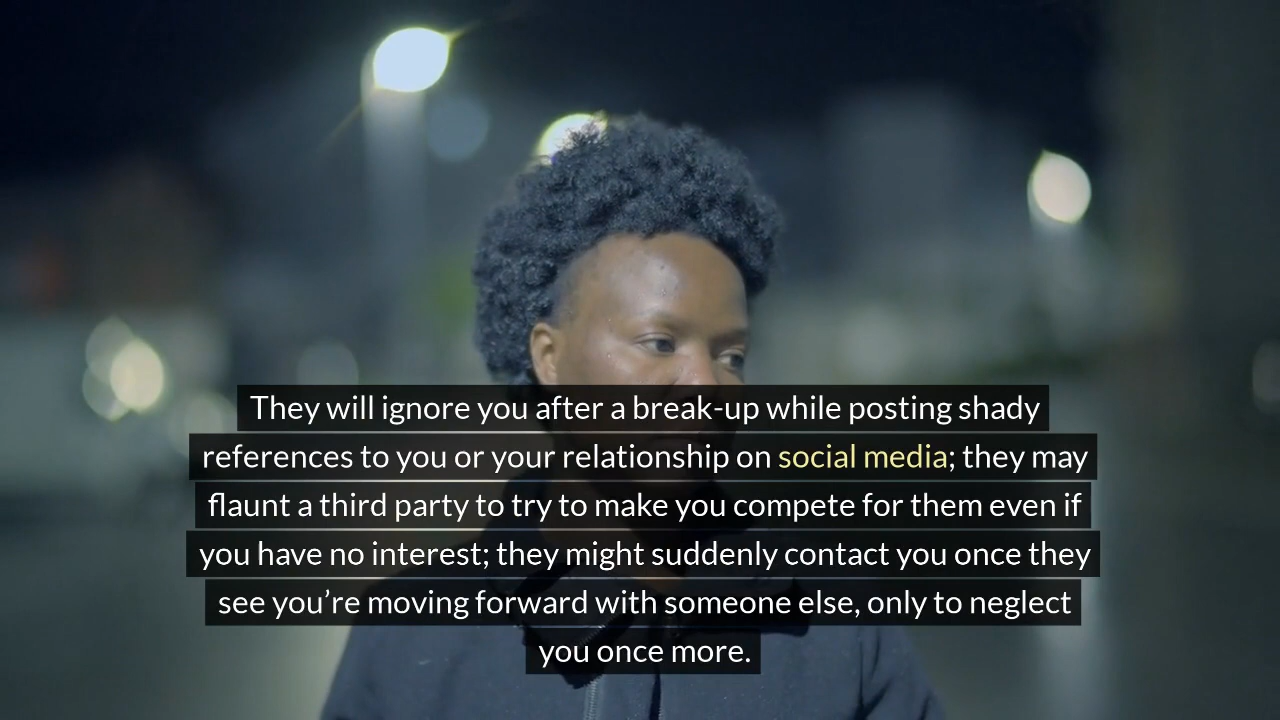 They will ignore you after a break-up while posting shady
references to you or your relationship on social media; they may
flaunt a third party to try to make you compete for them even if
you have no interest; they might suddenly contact you once they
see you’re moving forward with someone else, only to neglect
you once more.